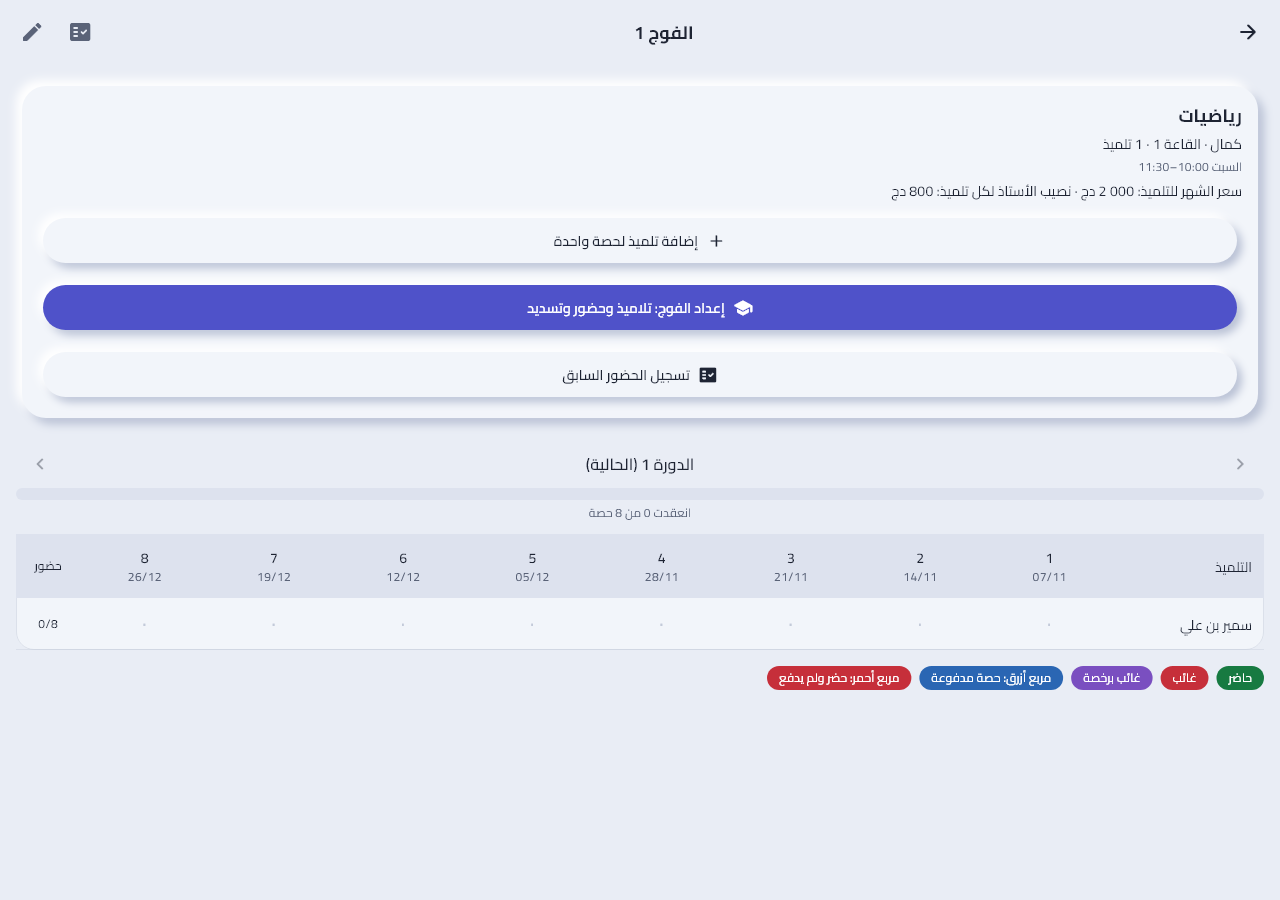 الفوج 1
رياضيات
كمال · القاعة 1 · 1 تلميذ
السبت 10:00–11:30
سعر الشهر للتلميذ: 000 2 دج · نصيب الأستاذ لكل تلميذ: 800 دج
إضافة تلميذ لحصة واحدة
إعداد الفوج: تلاميذ وحضور وتسديد
تسجيل الحضور السابق
الدورة 1 (الحالية)
انعقدت 0 من 8 حصة
التلميذ 1 2 3 4 5 6 7 8 حضور
07/11 14/11 21/11 28/11 05/12 12/12 19/12 26/12
سمير بن علي · · · · · · · · 0/8
حاضر غائب غائب برخصة مربع أزرق: حصة مدفوعة مربع أحمر: حضر ولم يدفع